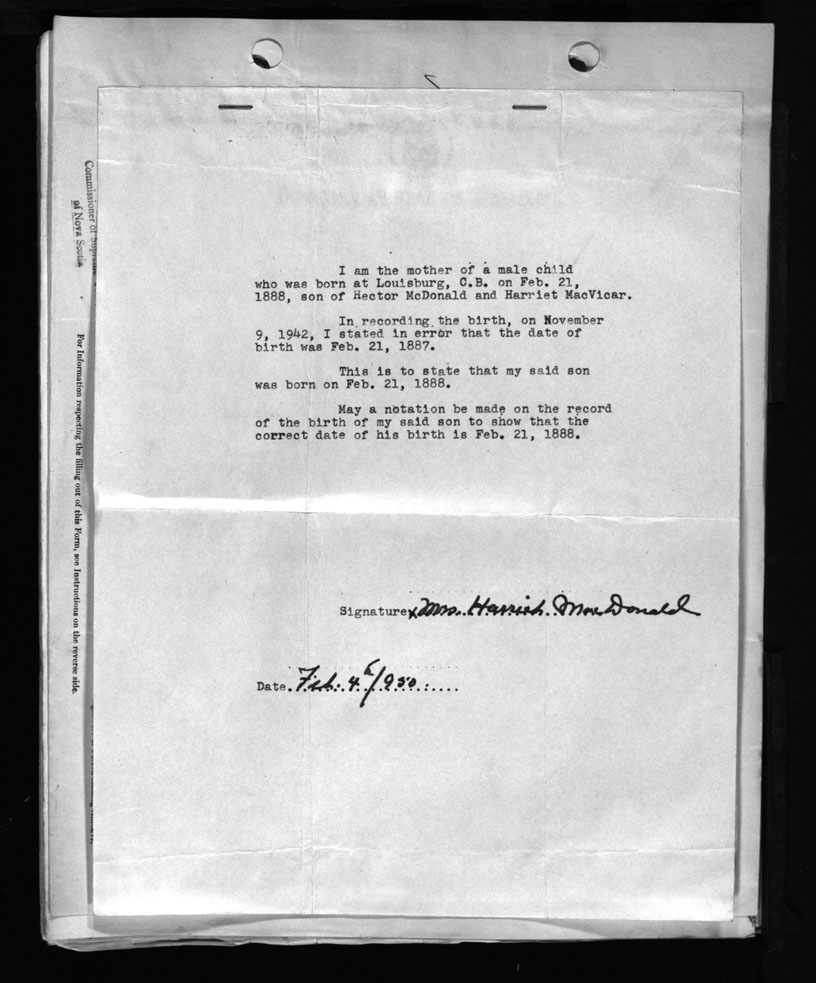 Commissioner of Supreme
of Nova Scotia
For Information respecting the filling out of this Form, see Instructions on the reverse side.
I am the mother of a male child
who was born at Louisburg, C.B. on Feb. 21,
1888, son of Hector McDonald and Harriet MacVicar.
In recording the birth, on November
9, 1942, I stated in error that the date of
birth was Feb. 21, 1887.
This is to state that my said son
was born on Feb. 21, 1888.
May a notation be made on the record
of the birth of my said son to show that the
correct date of his birth is Feb. 21, 1888.
Signature x Mrs. Harriet MacDonald
Date. Feb. 4th/950.....